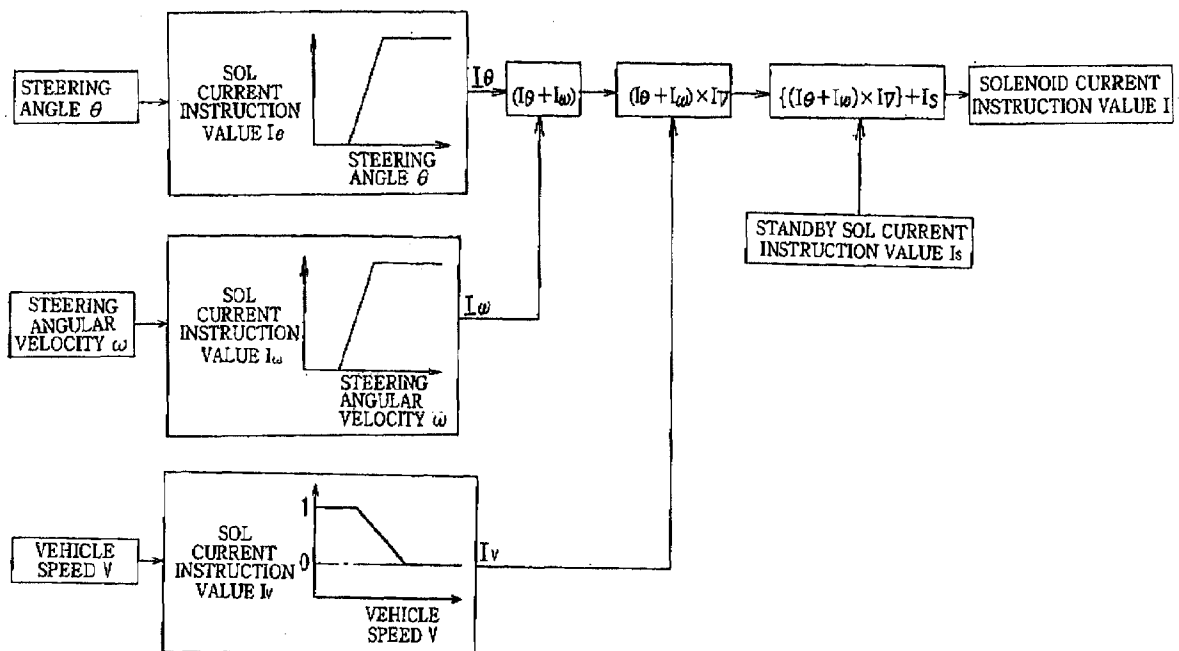 STEERING
ANGLE θ
SOL
CURRENT
INSTRUCTION
VALUE Iθ
STEERING
ANGLE θ
Iθ
(Iθ+Iω)
(Iθ+Iω)×IV
{(Iθ+Iω)×IV}+IS
SOLENOID CURRENT
INSTRUCTION VALUE I
STANDBY SOL CURRENT
INSTRUCTION VALUE Is
STEERING
ANGULAR
VELOCITY ω
SOL
CURRENT
INSTRUCTION
VALUE Iω
STEERING
ANGULAR
VELOCITY ω
Iω
VEHICLE
SPEED V
SOL
CURRENT
INSTRUCTION
VALUE Iv
1
0
VEHICLE
SPEED V
Iv